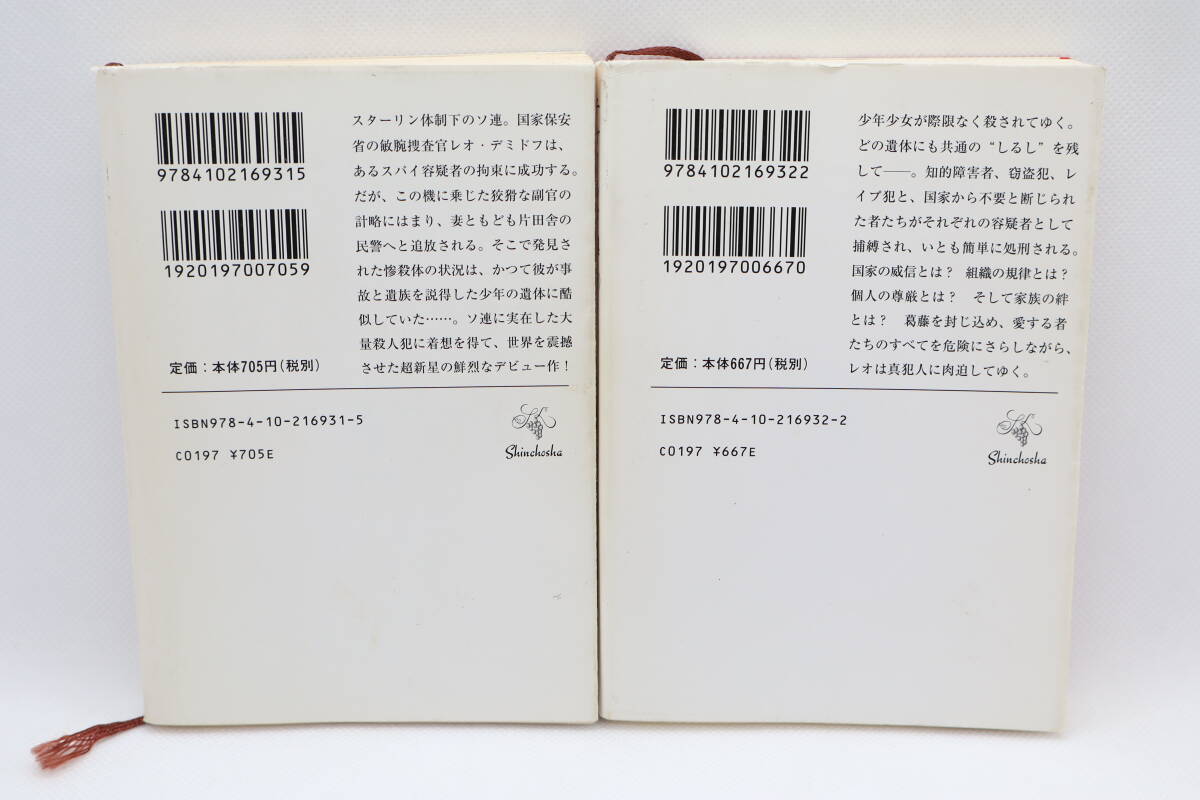 9784102169315
1920197007059
定価：本体705円（税別）
スターリン体制下のソ連。国家保安
省の敏腕捜査官レオ・デミドフは、
あるスパイ容疑者の拘束に成功する。
だが、この機に乗じた狡猾な副官の
計略にはまり、妻ともども片田舎の
民警へと追放される。そこで発見さ
れた惨殺体の状況は、かつて彼が事
故と遺族を説得した少年の遺体に酷
似していた……。ソ連に実在した大
量殺人犯に着想を得て、世界を震撼
させた超新星の鮮烈なデビュー作！
ISBN978-4-10-216931-5
C0197 ¥705E
SK
Shinchosha
9784102169322
1920197006670
定価：本体667円（税別）
少年少女が際限なく殺されてゆく。
どの遺体にも共通の“しるし”を残
して――。知的障害者、窃盗犯、レ
イプ犯と、国家から不要と断じられ
た者たちがそれぞれの容疑者として
捕縛され、いとも簡単に処刑される。
国家の威信とは？　組織の規律とは？
個人の尊厳とは？　そして家族の絆
とは？　葛藤を封じ込め、愛する者
たちのすべてを危険にさらしながら、
レオは真犯人に肉迫してゆく。
ISBN978-4-10-216932-2
C0197 ¥667E
SK
Shinchosha